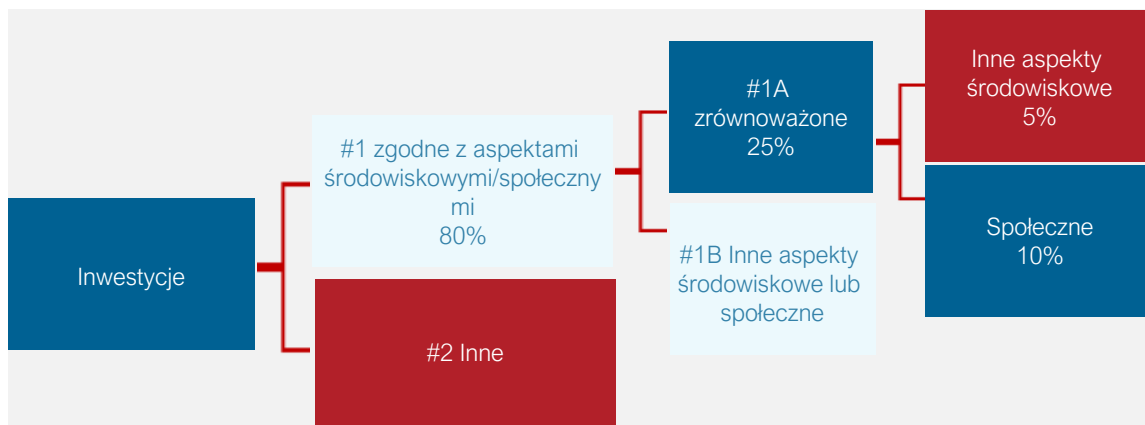 Inwestycje
#1 zgodne z aspektami
środowiskowymi/społeczny
mi
80%
#2 Inne
#1A
zrównoważone
25%
#1B Inne aspekty
środowiskowe lub
społeczne
Inne aspekty
środowiskowe
5%
Społeczne
10%